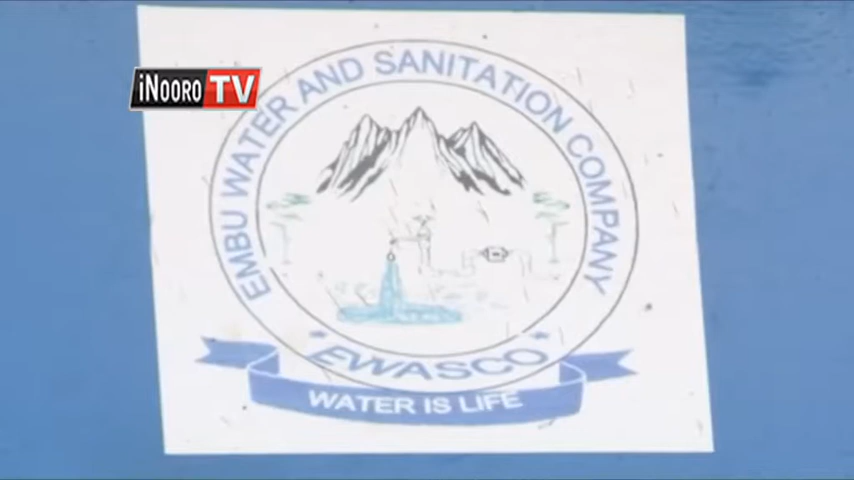 iNOORO TV
EMBU WATER AND SANITATION COMPANY
EWASCO
WATER IS LIFE